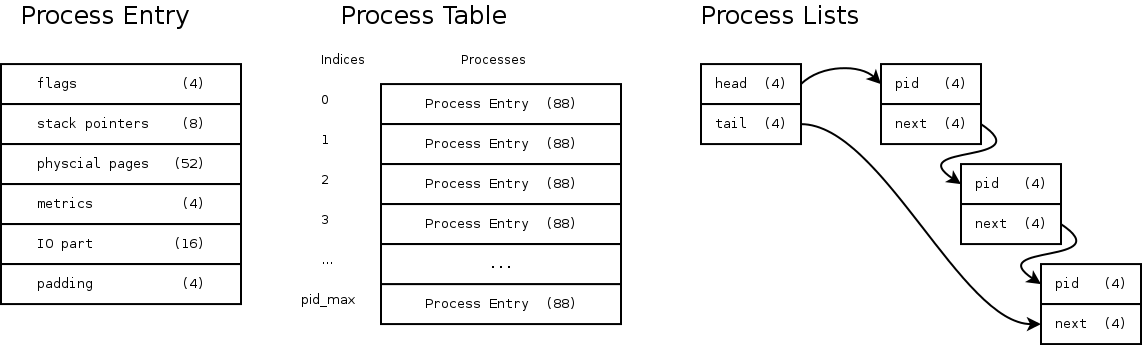 Process Entry
flags (4)
stack pointers (8)
physcial pages (52)
metrics (4)
IO part (16)
padding (4)
Process Table
Indices Processes
0 Process Entry (88)
1 Process Entry (88)
2 Process Entry (88)
3 Process Entry (88)
... ...
pid_max Process Entry (88)
Process Lists
head (4)
tail (4)
pid (4)
next (4)
pid (4)
next (4)
pid (4)
next (4)